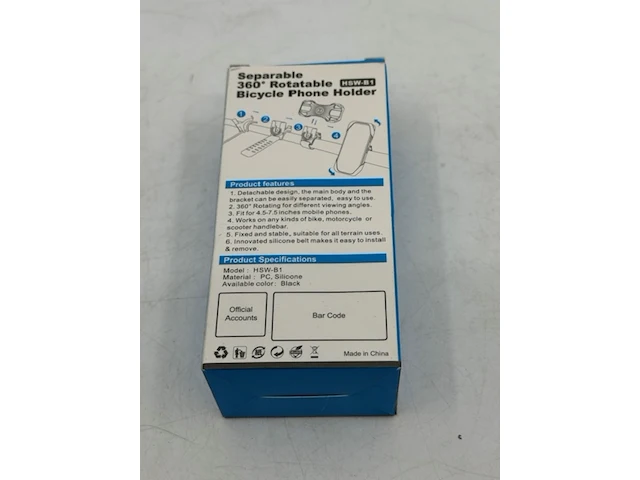 Separable
360° Rotatable HSW-B1
Bicycle Phone Holder
1
2
3
4
Product features
1. Detachable design, the main body and the
bracket can be easily separated, easy to use.
2. 360° Rotating for different viewing angles.
3. Fit for 4.5-7.5 inches mobile phones.
4. Works on any kinds of bike, motorcycle or
scooter handlebar.
5. Fixed and stable, suitable for all terrain uses.
6. Innovated silicone belt makes it easy to install
& remove.
Product Specifications
Model : HSW-B1
Material : PC, Silicone
Available color: Black
Official
Accounts
Bar Code
Made in China